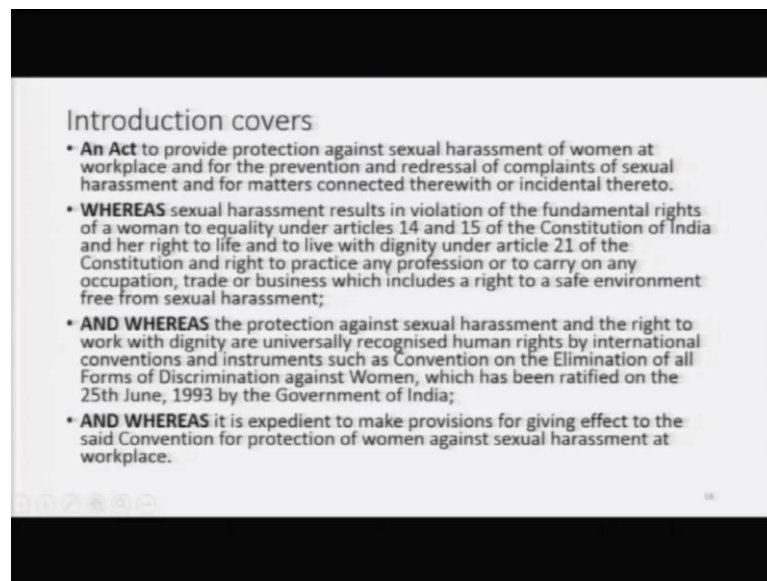 Introduction covers
• An Act to provide protection against sexual harassment of women at
workplace and for the prevention and redressal of complaints of sexual
harassment and for matters connected therewith or incidental thereto.
• WHEREAS sexual harassment results in violation of the fundamental rights
of a woman to equality under articles 14 and 15 of the Constitution of India
and her right to life and to live with dignity under article 21 of the
Constitution and right to practice any profession or to carry on any
occupation, trade or business which includes a right to a safe environment
free from sexual harassment;
• AND WHEREAS the protection against sexual harassment and the right to
work with dignity are universally recognised human rights by international
conventions and instruments such as Convention on the Elimination of all
Forms of Discrimination against Women, which has been ratified on the
25th June, 1993 by the Government of India;
• AND WHEREAS it is expedient to make provisions for giving effect to the
said Convention for protection of women against sexual harassment at
workplace.